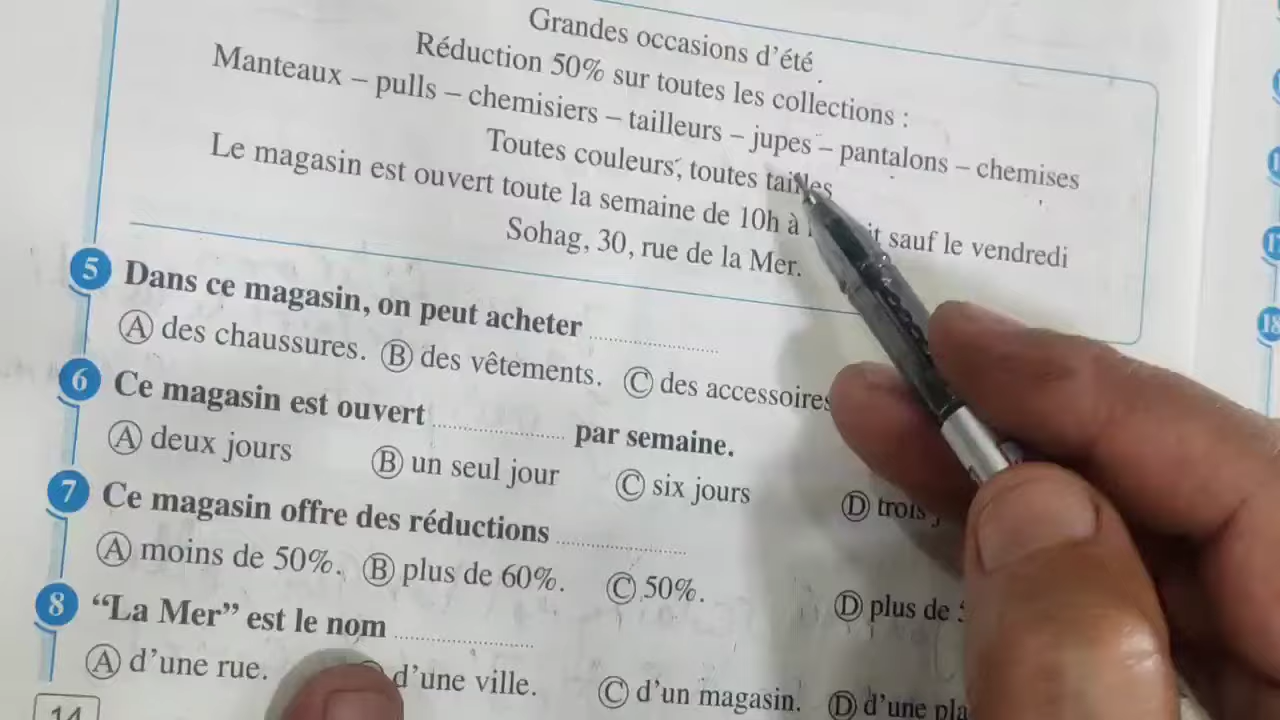 Grandes occasions d'été
Réduction 50% sur toutes les collections :
Manteaux – pulls – chemisiers – tailleurs – jupes – pantalons – chemises
Toutes couleurs, toutes tailles
Le magasin est ouvert toute la semaine de 10h à sauf le vendredi
Sohag, 30, rue de la Mer.
5 Dans ce magasin, on peut acheter ....................
A des chaussures. B des vêtements. C des accessoires
6 Ce magasin est ouvert .................... par semaine.
A deux jours B un seul jour C six jours D trois
7 Ce magasin offre des réductions ....................
A moins de 50%. B plus de 60%. C 50%. D plus de
8 “La Mer” est le nom ....................
A d'une rue. d'une ville. C d'un magasin. D d'une
14